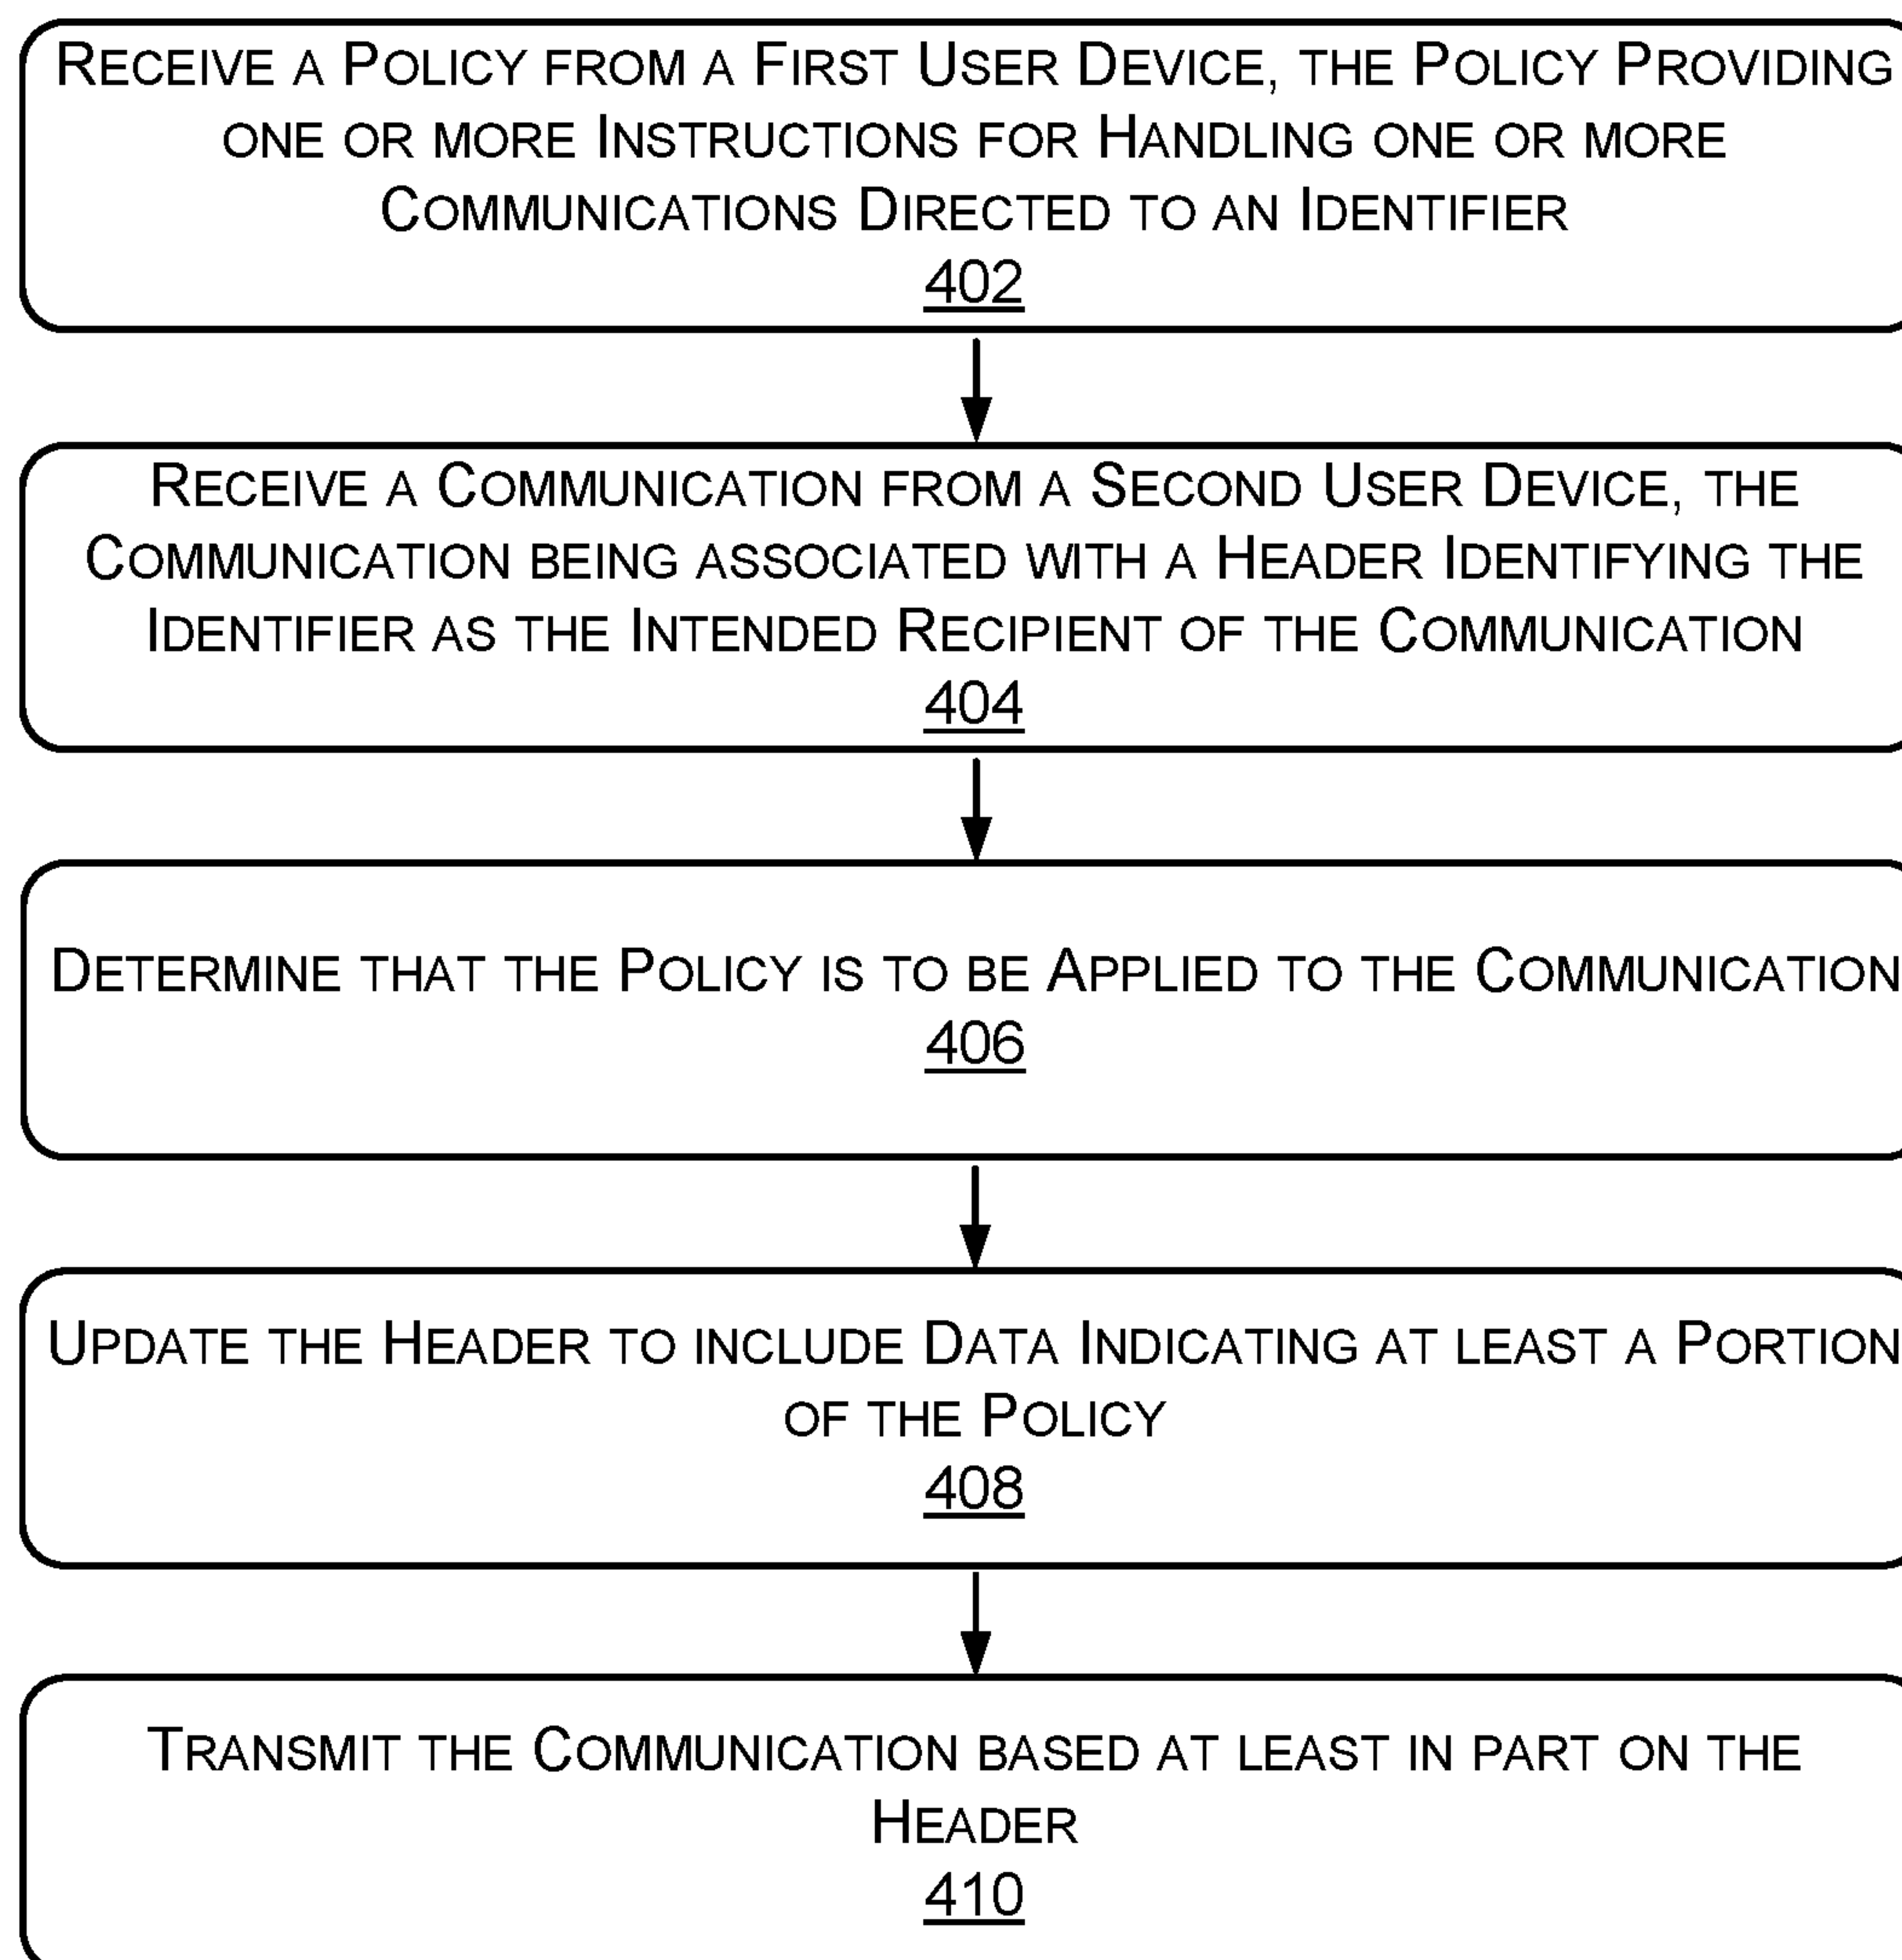 RECEIVE A POLICY FROM A FIRST USER DEVICE, THE POLICY PROVIDING
ONE OR MORE INSTRUCTIONS FOR HANDLING ONE OR MORE
COMMUNICATIONS DIRECTED TO AN IDENTIFIER
402
RECEIVE A COMMUNICATION FROM A SECOND USER DEVICE, THE
COMMUNICATION BEING ASSOCIATED WITH A HEADER IDENTIFYING THE
IDENTIFIER AS THE INTENDED RECIPIENT OF THE COMMUNICATION
404
DETERMINE THAT THE POLICY IS TO BE APPLIED TO THE COMMUNICATION
406
UPDATE THE HEADER TO INCLUDE DATA INDICATING AT LEAST A PORTION
OF THE POLICY
408
TRANSMIT THE COMMUNICATION BASED AT LEAST IN PART ON THE
HEADER
410